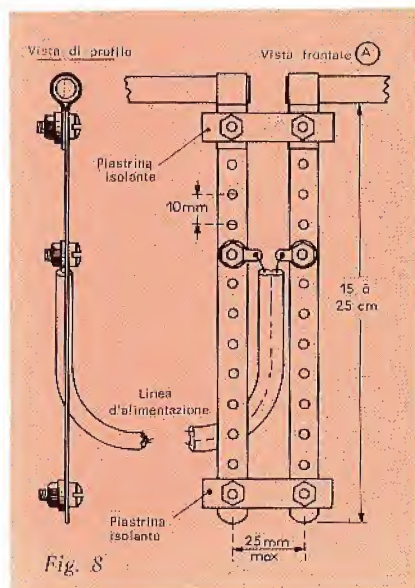 Vista di profilo
Vista frontale A
Piastrina
isolante
10mm
15 à
25 cm
Linea
d'alimentazione
Piastrina
isolante
25mm
max
Fig. 8